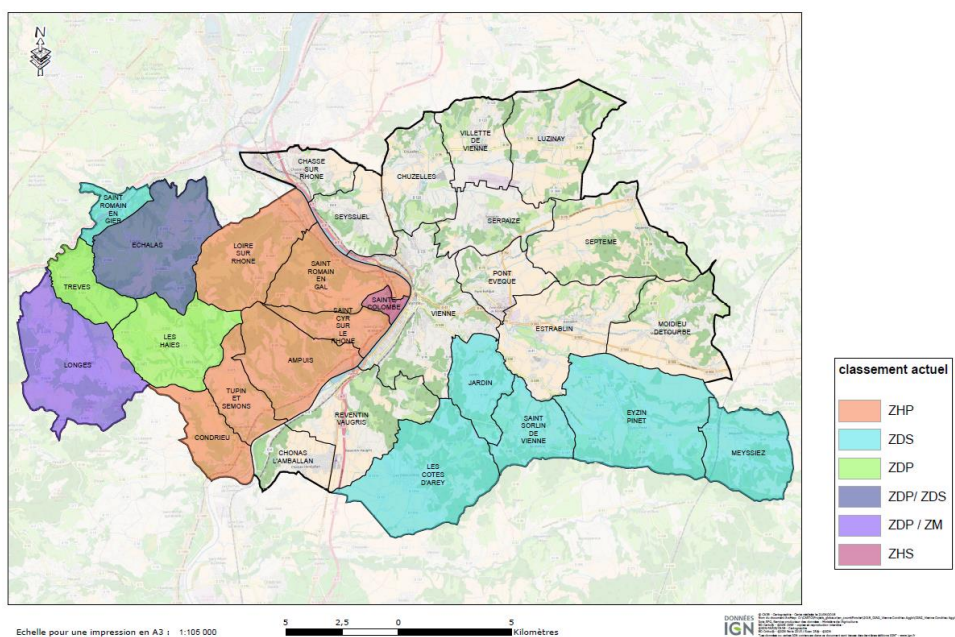 N
CHASSE
SUR
RHONE
SEYSSUEL
CHUZELLES
VILLETTE
DE
VIENNE
LUZINAY
SERPAIZE
SEPTEME
PONT
EVEQUE
VIENNE
ESTRABLIN
MOIDIEU
DETOURBE
SAINT
ROMAIN
EN
GIER
ECHALAS
TREVES
LONGES
LES
HAIES
LOIRE
SUR
RHONE
SAINT
ROMAIN
EN
GAL
SAINTE
COLOMBE
SAINT
CYR
SUR
LE
RHONE
AMPUIS
TUPIN
ET
SEMONS
CONDRIEU
REVENTIN
VAUGRIS
CHONAS
L'AMBALLAN
LES
COTES
D'AREY
JARDIN
SAINT
SORLIN
DE
VIENNE
EYZIN
PINET
MEYSSIEZ
classement actuel
ZHP
ZDS
ZDP
ZDP/ ZDS
ZDP / ZM
ZHS
Echelle pour une impression en A3 : 1:105 000
5 2,5 0 5
Kilomètres
DONNÉES
IGN